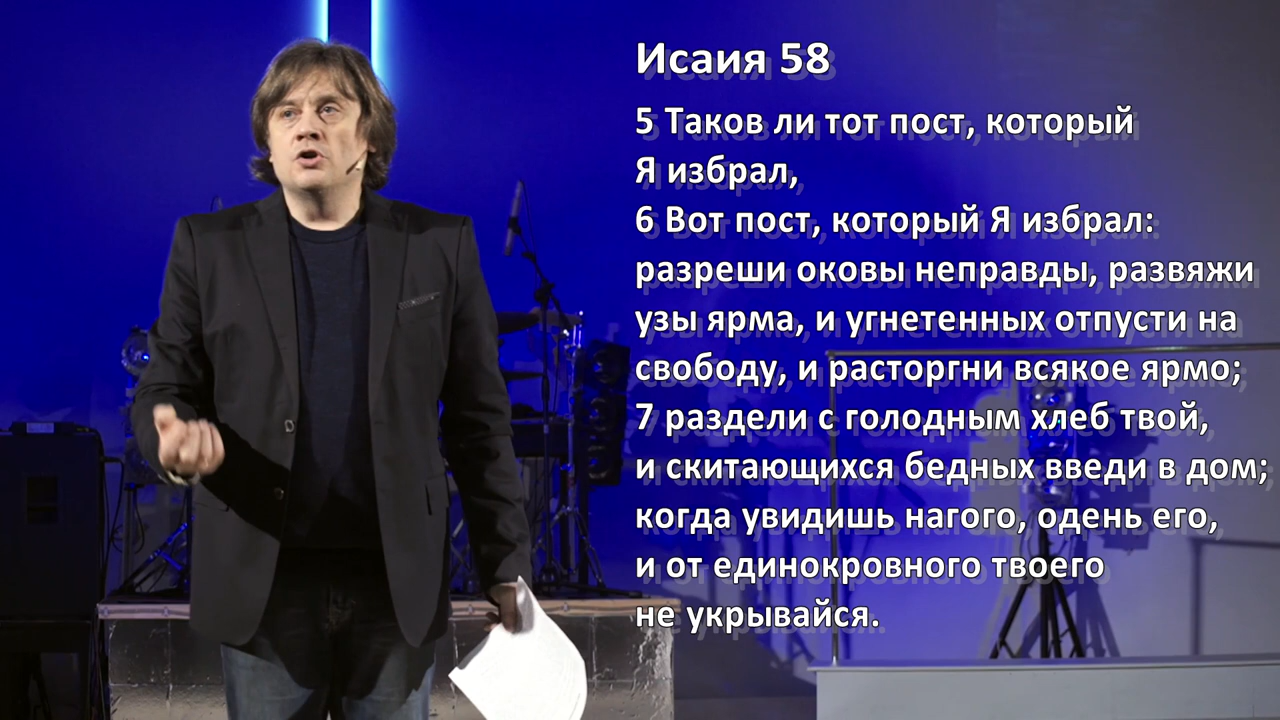 Исаия 58
5 Таков ли тот пост, который
Я избрал,
6 Вот пост, который Я избрал:
разреши оковы неправды, развяжи
узы ярма, и угнетенных отпусти на
свободу, и расторгни всякое ярмо;
7 раздели с голодным хлеб твой,
и скитающихся бедных введи в дом;
когда увидишь нагого, одень его,
и от единокровного твоего
не укрывайся.